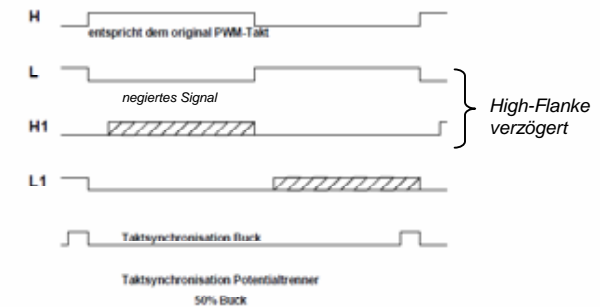 H
entspricht dem original PWM-Takt
L
negiertes Signal
High-Flanke
verzögert
H1
L1
Taktsynchronisation Buck
Taktsynchronisation Potentialtrenner
50% Buck